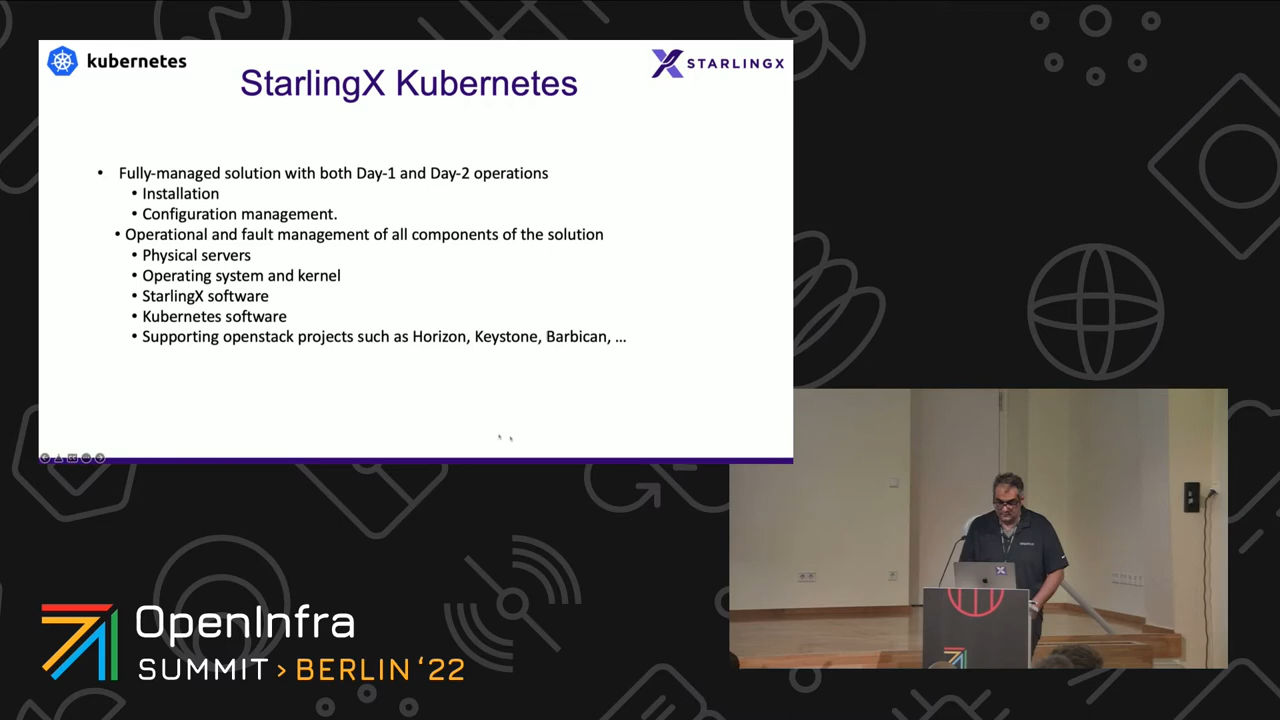 kubernetes
STARLINGX
StarlingX Kubernetes
• Fully-managed solution with both Day-1 and Day-2 operations
• Installation
• Configuration management.
• Operational and fault management of all components of the solution
• Physical servers
• Operating system and kernel
• StarlingX software
• Kubernetes software
• Supporting openstack projects such as Horizon, Keystone, Barbican, ...
OpenInfra
SUMMIT > BERLIN ‘22